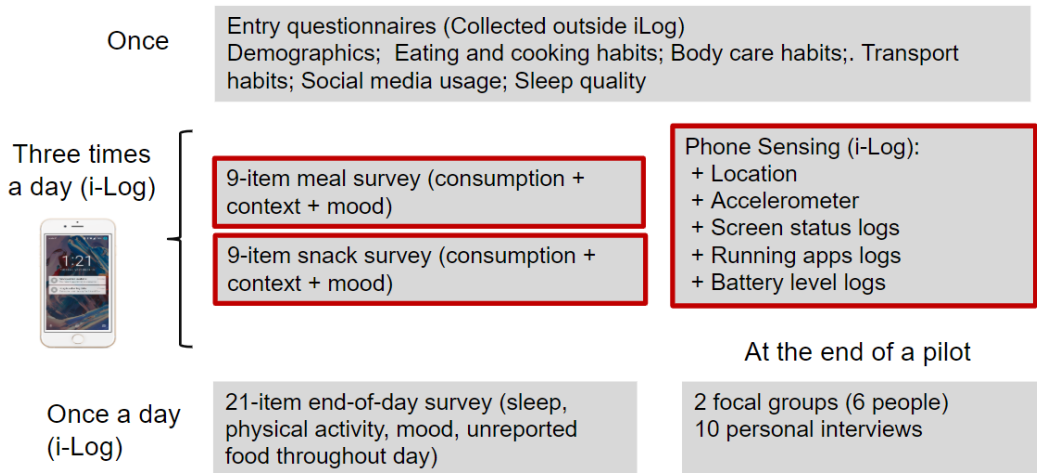 Once
Entry questionnaires (Collected outside iLog)
Demographics;  Eating and cooking habits; Body care habits;. Transport
habits; Social media usage; Sleep quality
Three times
a day (i-Log)
1:21
9-item meal survey (consumption +
context + mood)
9-item snack survey (consumption +
context + mood)
Phone Sensing (i-Log):
+ Location
+ Accelerometer
+ Screen status logs
+ Running apps logs
+ Battery level logs
At the end of a pilot
Once a day
(i-Log)
21-item end-of-day survey (sleep,
physical activity, mood, unreported
food throughout day)
2 focal groups (6 people)
10 personal interviews